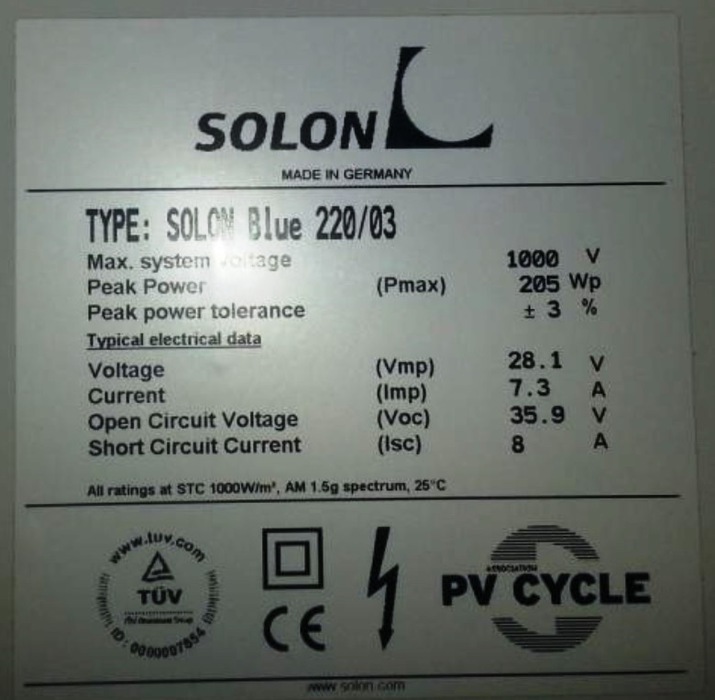 SOLON
MADE IN GERMANY
TYPE: SOLON Blue 220/03
Max. system voltage 1000 V
Peak Power (Pmax) 205 Wp
Peak power tolerance ± 3 %
Typical electrical data
Voltage (Vmp) 28.1 V
Current (Imp) 7.3 A
Open Circuit Voltage (Voc) 35.9 V
Short Circuit Current (Isc) 8 A
All ratings at STC 1000W/m², AM 1.5g spectrum, 25°C
www.tuv.com
TÜV
ID: 0000007654
CE
ASSOCIATION
PV CYCLE
www.solon.com